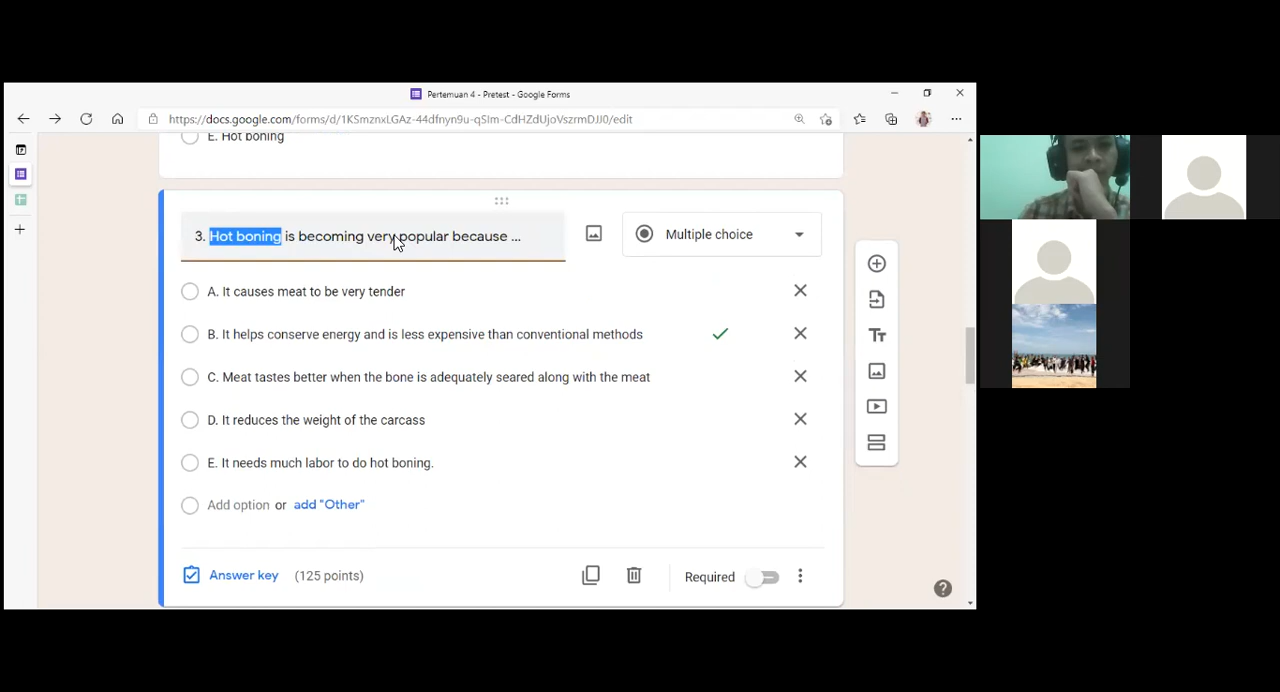 Pertemuan 4 - Pretest - Google Forms
https://docs.google.com/forms/d/1KSmznxLGAz-44dfnyn9u-qSIm-CdHZdUjoVszrmDJJ0/edit
E. Hot boning
3. Hot boning is becoming very popular because ...
Multiple choice
A. It causes meat to be very tender
B. It helps conserve energy and is less expensive than conventional methods
C. Meat tastes better when the bone is adequately seared along with the meat
D. It reduces the weight of the carcass
E. It needs much labor to do hot boning.
Add option or add "Other"
Answer key (125 points)
Required